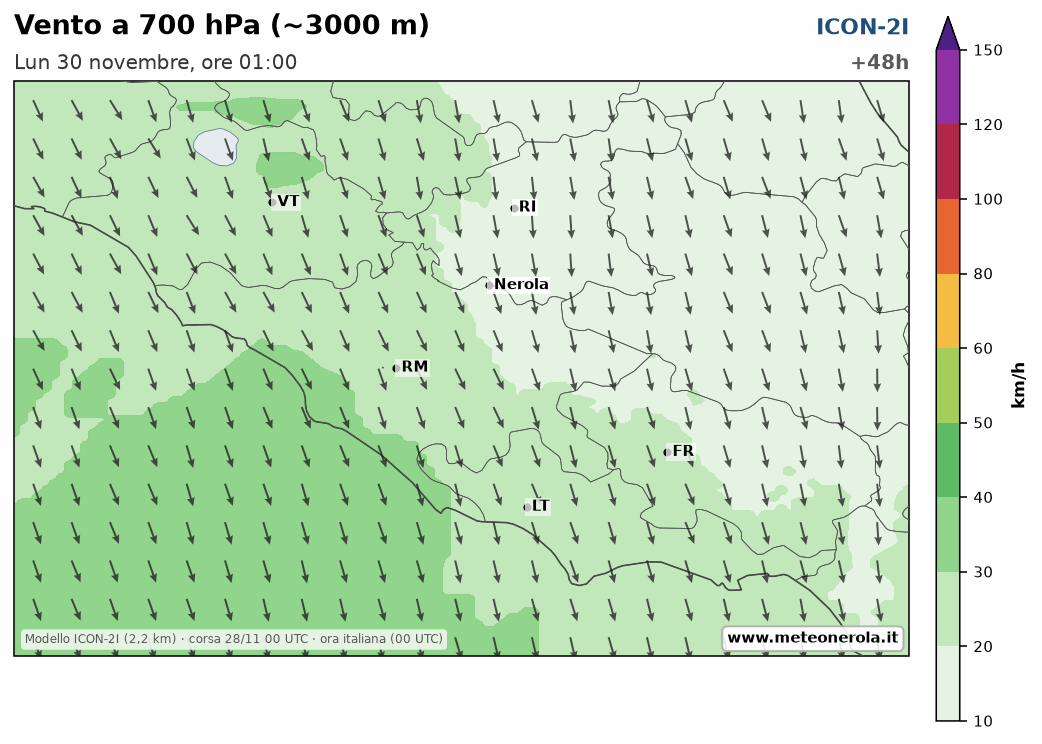 Vento a 700 hPa (~3000 m)
ICON-2I
Lun 30 novembre, ore 01:00
+48h
150
120
100
80
60
50
40
30
20
10
km/h
VT
RI
Nerola
RM
FR
LT
Modello ICON-2I (2,2 km) · corsa 28/11 00 UTC · ora italiana (00 UTC)
www.meteonerola.it